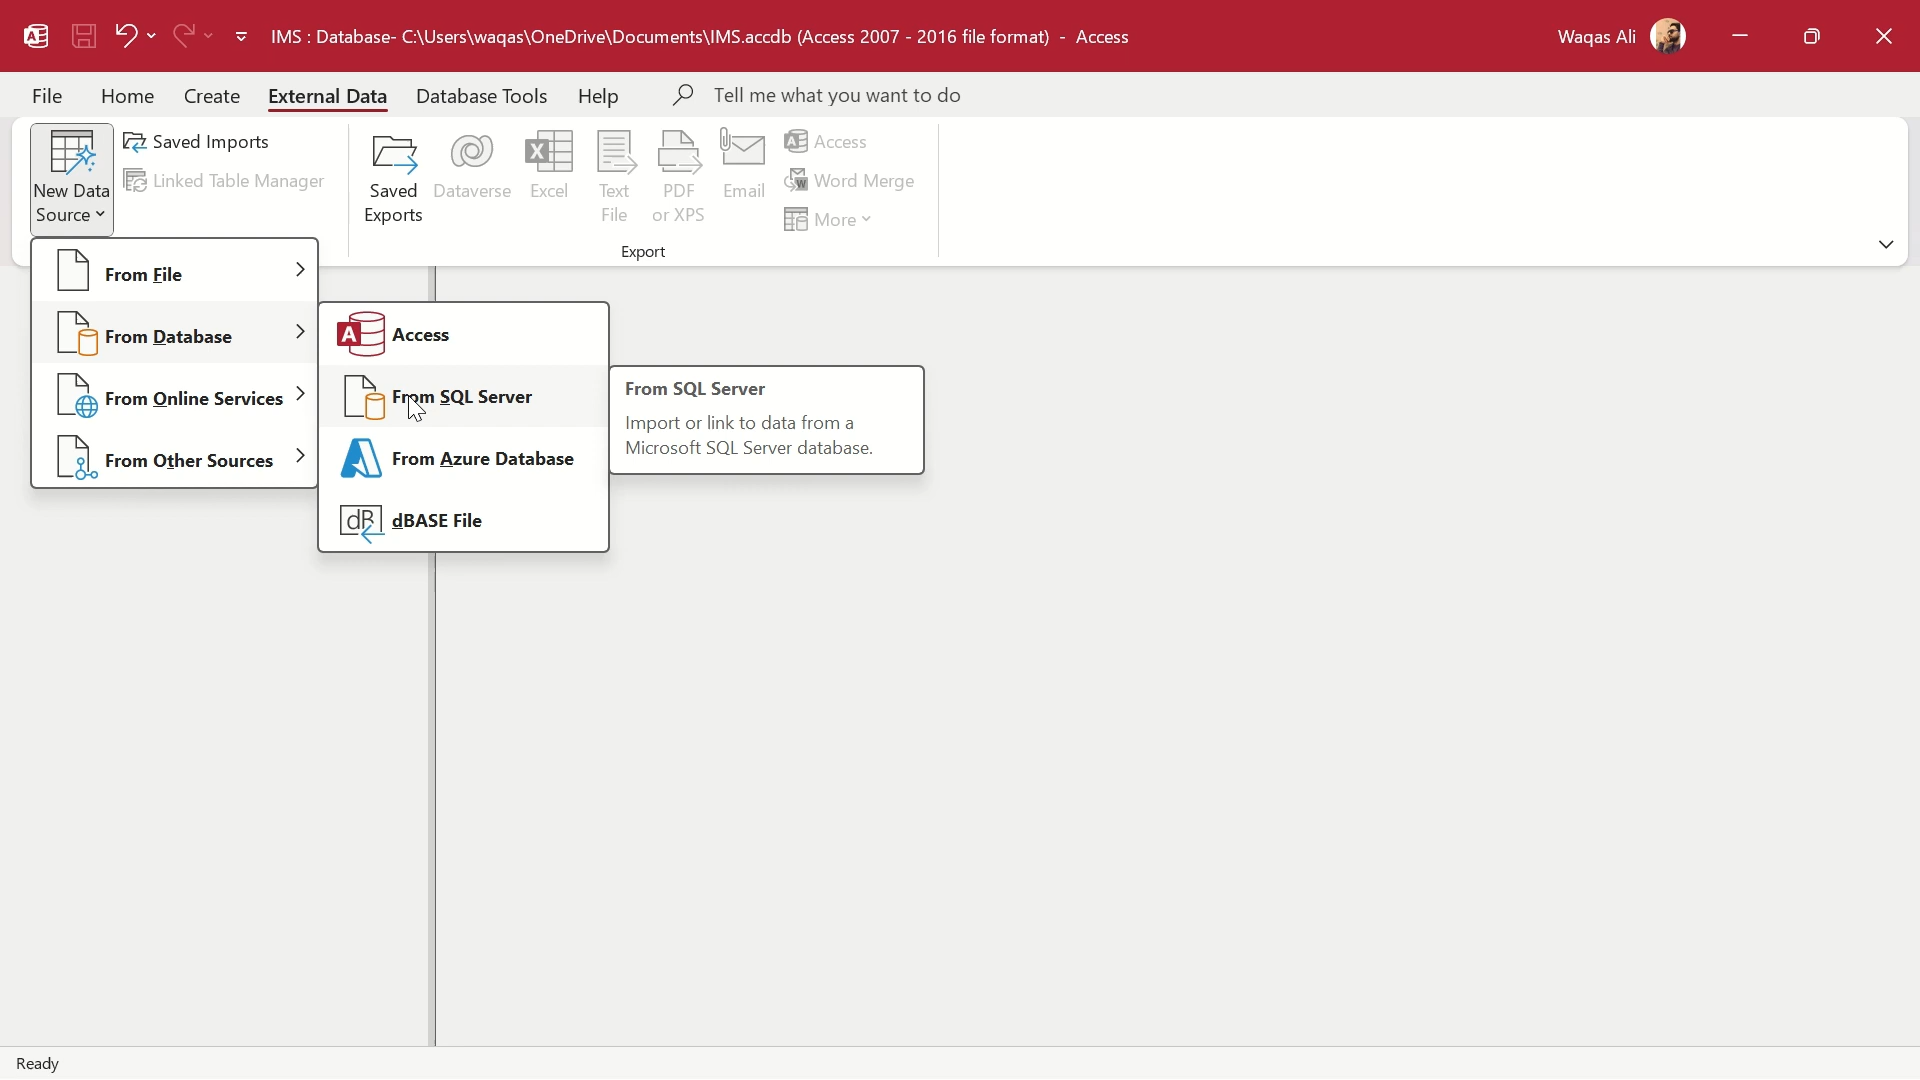 IMS : Database- C:\Users\waqas\OneDrive\Documents\IMS.accdb (Access 2007 - 2016 file format) - Access
Waqas Ali
File Home Create External Data Database Tools Help Tell me what you want to do
New Data
Source
Saved Imports
Linked Table Manager
Saved
Exports
Dataverse
Excel
Text
File
PDF
or XPS
Email
Access
Word Merge
More
Export
From File
From Database
From Online Services
From Other Sources
Access
From SQL Server
From Azure Database
dBASE File
From SQL Server
Import or link to data from a
Microsoft SQL Server database.
Ready